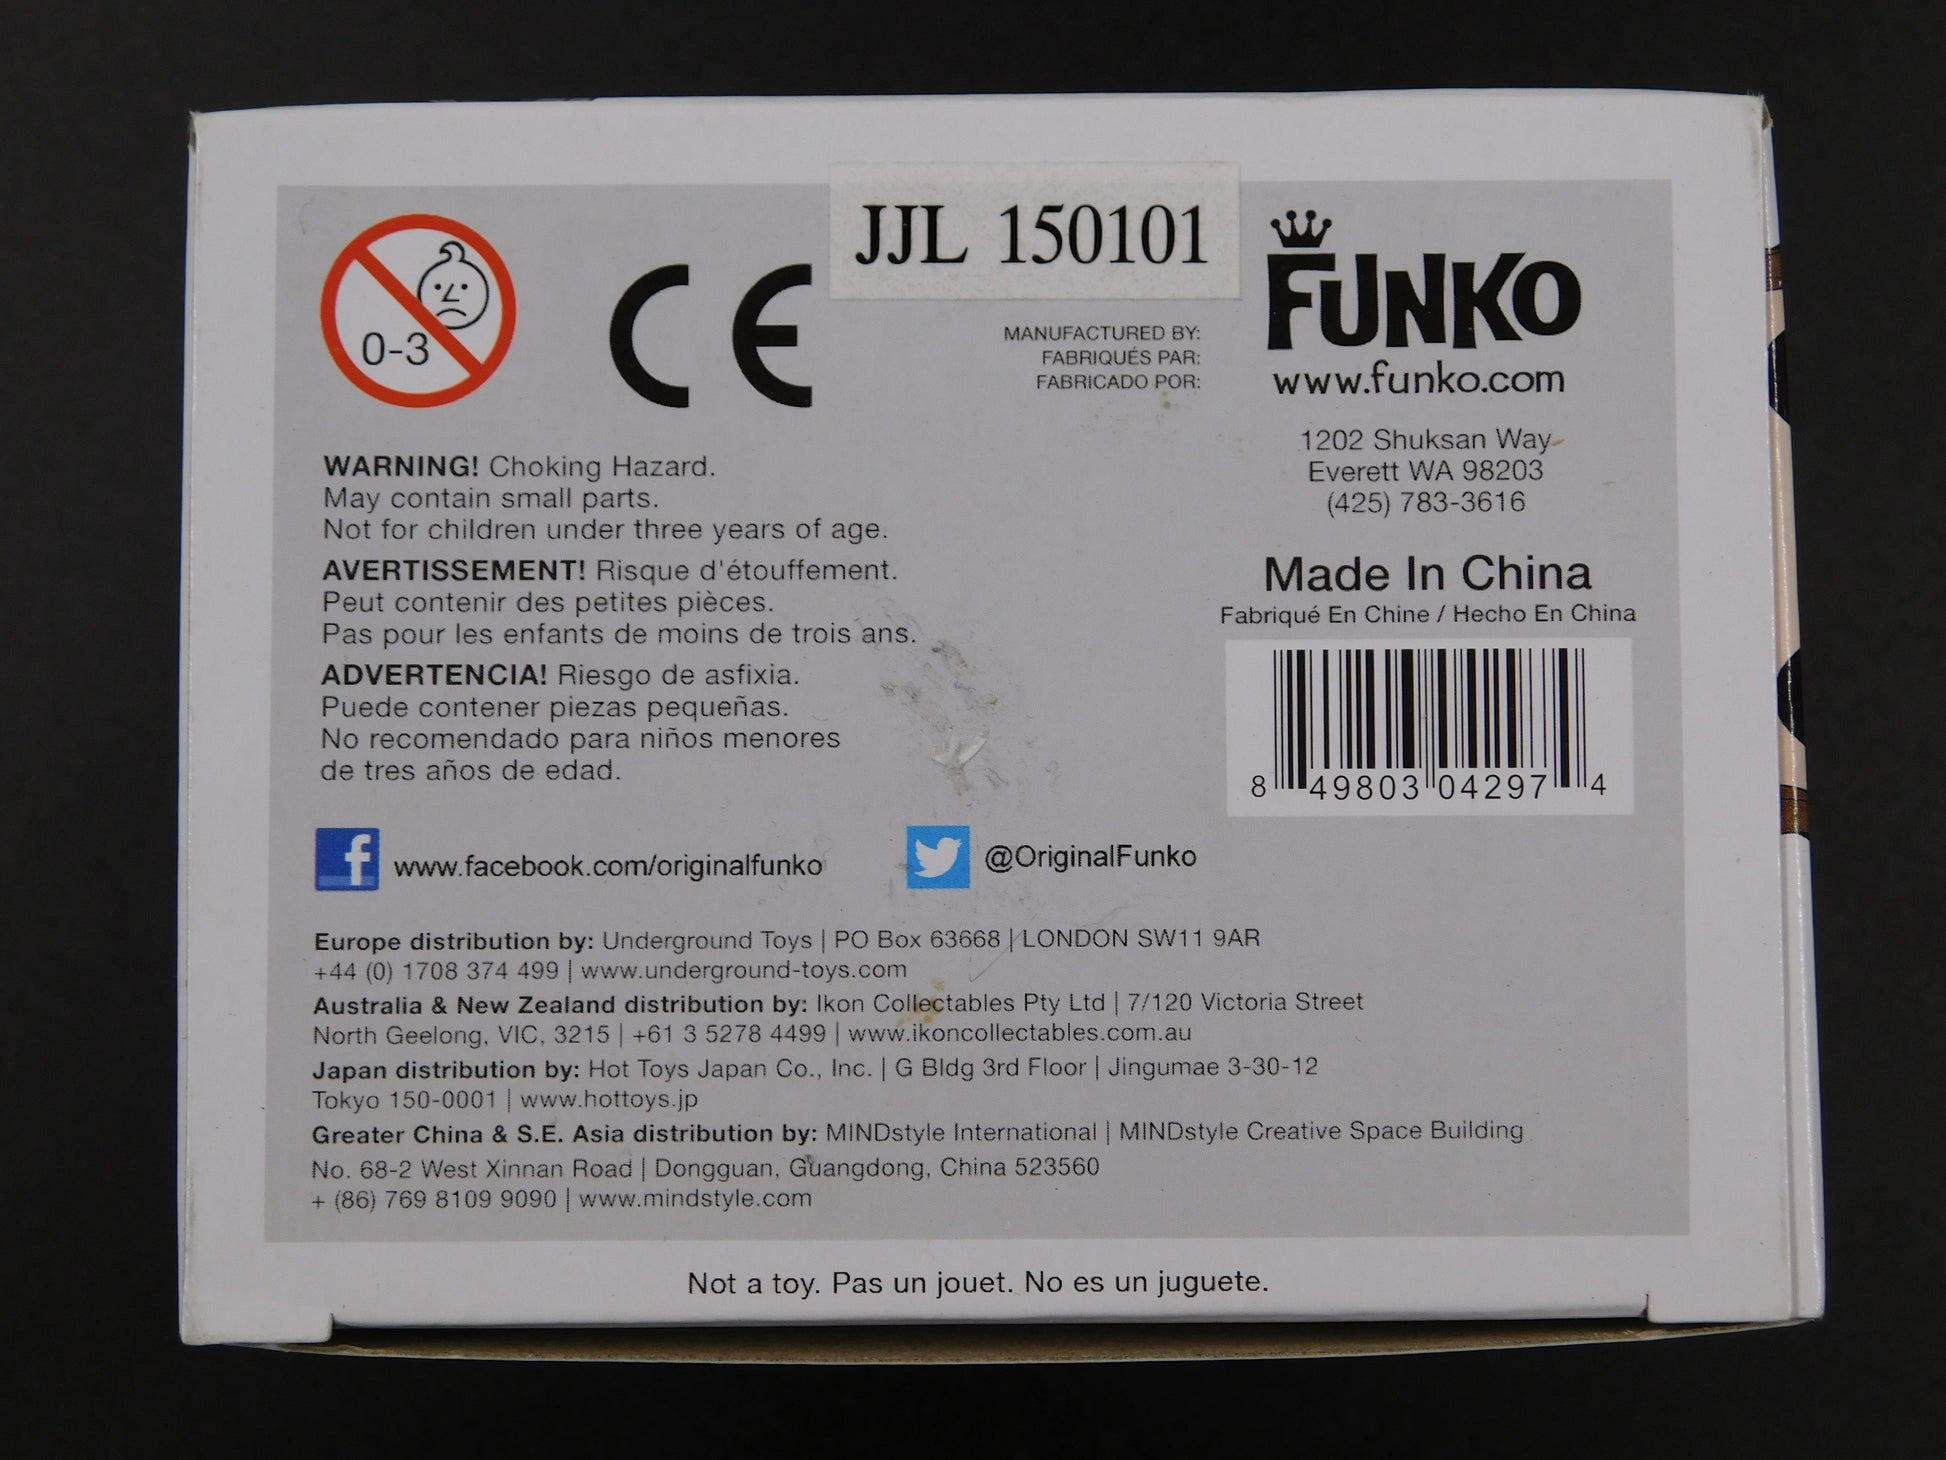 JJL 150101
0-3
CE
MANUFACTURED BY:
FABRIQUÉS PAR:
FABRICADO POR:
FUNKO
www.funko.com
1202 Shuksan Way
Everett WA 98203
(425) 783-3616
WARNING! Choking Hazard.
May contain small parts.
Not for children under three years of age.
AVERTISSEMENT! Risque d'étouffement.
Peut contenir des petites pièces.
Pas pour les enfants de moins de trois ans.
ADVERTENCIA! Riesgo de asfixia.
Puede contener piezas pequeñas.
No recomendado para niños menores
de tres años de edad.
Made In China
Fabriqué En Chine / Hecho En China
8 49803 04297 4
www.facebook.com/originalfunko
@OriginalFunko
Europe distribution by: Underground Toys | PO Box 63668 | LONDON SW11 9AR
+44 (0) 1708 374 499 | www.underground-toys.com
Australia & New Zealand distribution by: Ikon Collectables Pty Ltd | 7/120 Victoria Street
North Geelong, VIC, 3215 | +61 3 5278 4499 | www.ikoncollectables.com.au
Japan distribution by: Hot Toys Japan Co., Inc. | G Bldg 3rd Floor | Jingumae 3-30-12
Tokyo 150-0001 | www.hottoys.jp
Greater China & S.E. Asia distribution by: MINDstyle International | MINDstyle Creative Space Building
No. 68-2 West Xinnan Road | Dongguan, Guangdong, China 523560
+ (86) 769 8109 9090 | www.mindstyle.com
Not a toy. Pas un jouet. No es un juguete.